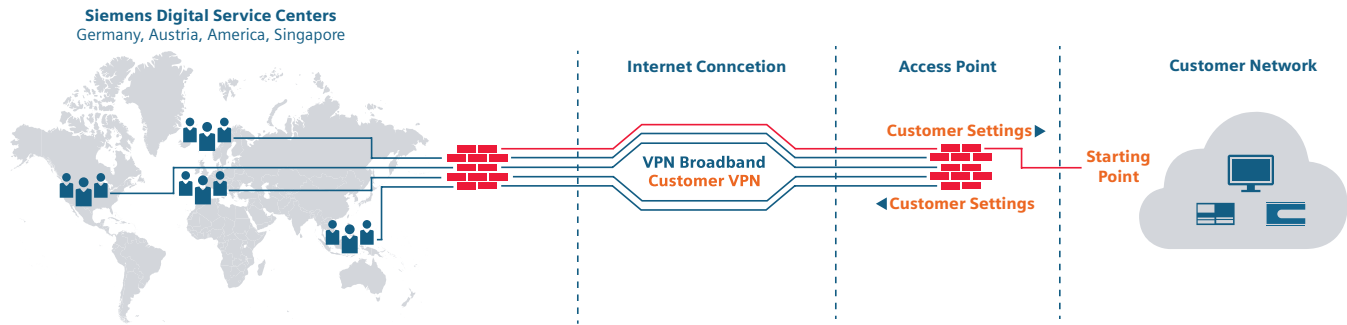 Siemens Digital Service Centers
Germany, Austria, America, Singapore
Internet Conncetion
Access Point
Customer Network
VPN Broadband
Customer VPN
Customer Settings
Customer Settings
Starting
Point